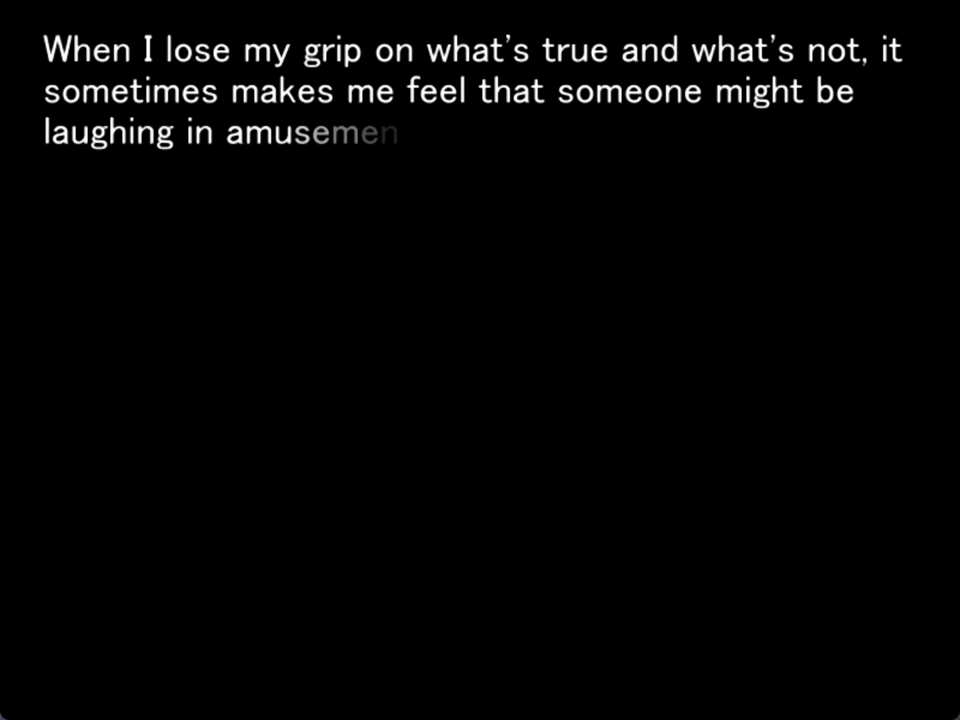 When I lose my grip on what's true and what's not, it
sometimes makes me feel that someone might be
laughing in amusemen